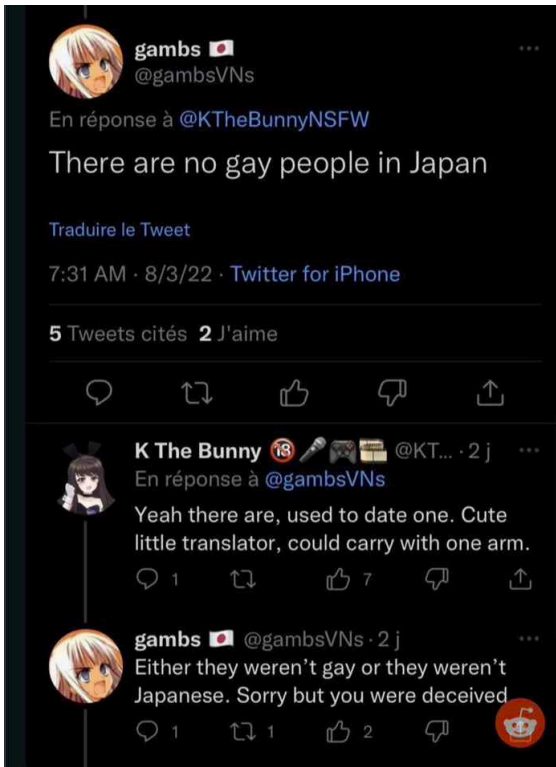 gambs 🇯🇵
@gambsVNs
En réponse à @KTheBunnyNSFW
There are no gay people in Japan
Traduire le Tweet
7:31 AM · 8/3/22 · Twitter for iPhone
5 Tweets cités 2 J'aime
K The Bunny 🔞🎤🎮 @KT... · 2 j
En réponse à @gambsVNs
Yeah there are, used to date one. Cute
little translator, could carry with one arm.
1 7
gambs 🇯🇵 @gambsVNs · 2 j
Either they weren't gay or they weren't
Japanese. Sorry but you were deceived
1 1 2